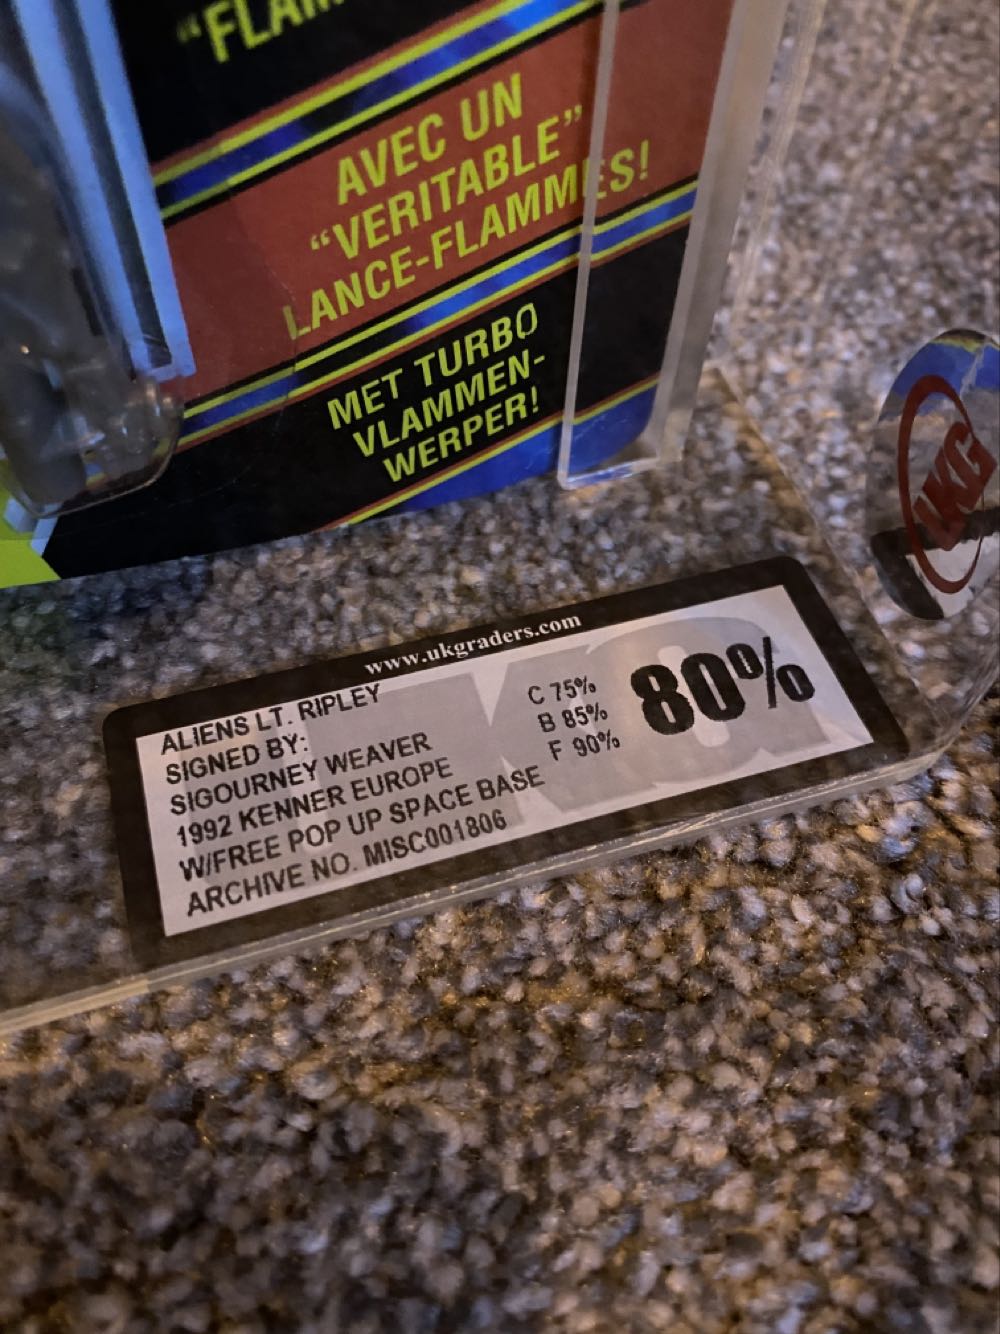 "FLAM
AVEC UN
"VERITABLE"
LANCE-FLAMMES!
MET TURBO
VLAMMEN-
WERPER!
UKG
www.ukgraders.com
ALIENS LT. RIPLEY
SIGNED BY:
SIGOURNEY WEAVER
1992 KENNER EUROPE
W/FREE POP UP SPACE BASE
ARCHIVE NO. MISC001806
C 75%
B 85%
F 90%
80%